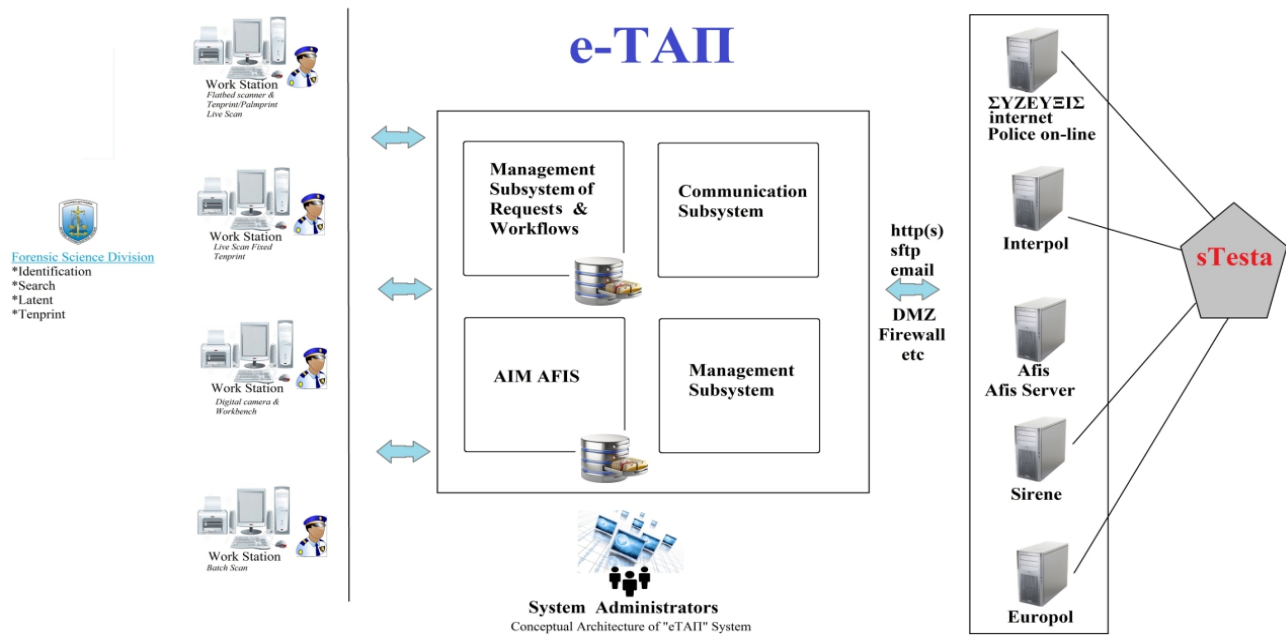 e-ΤΑΠ
Work Station
Flatbed scanner &
Tenprint/Palmprint
Live Scan
Work Station
Live Scan Fixed
Tenprint
Work Station
Digital camera &
Workbench
Work Station
Batch Scan
Forensic Science Division
*Identification
*Search
*Latent
*Tenprint
Management
Subsystem of
Requests &
Workflows
Communication
Subsystem
AIM AFIS
Management
Subsystem
http(s)
sftp
email
DMZ
Firewall
etc
ΣΥΖΕΥΞΙΣ
internet
Police on-line
Interpol
Afis
Afis Server
Sirene
Europol
sTesta
System Administrators
Conceptual Architecture of "eΤΑΠ" System